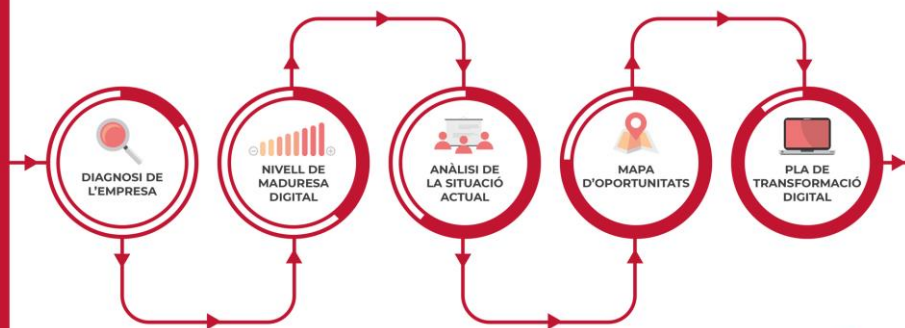 DIAGNOSI DE
L'EMPRESA
NIVELL DE
MADURESA
DIGITAL
ANÀLISI DE
LA SITUACIÓ
ACTUAL
MAPA
D'OPORTUNITATS
PLA DE
TRANSFORMACIÓ
DIGITAL